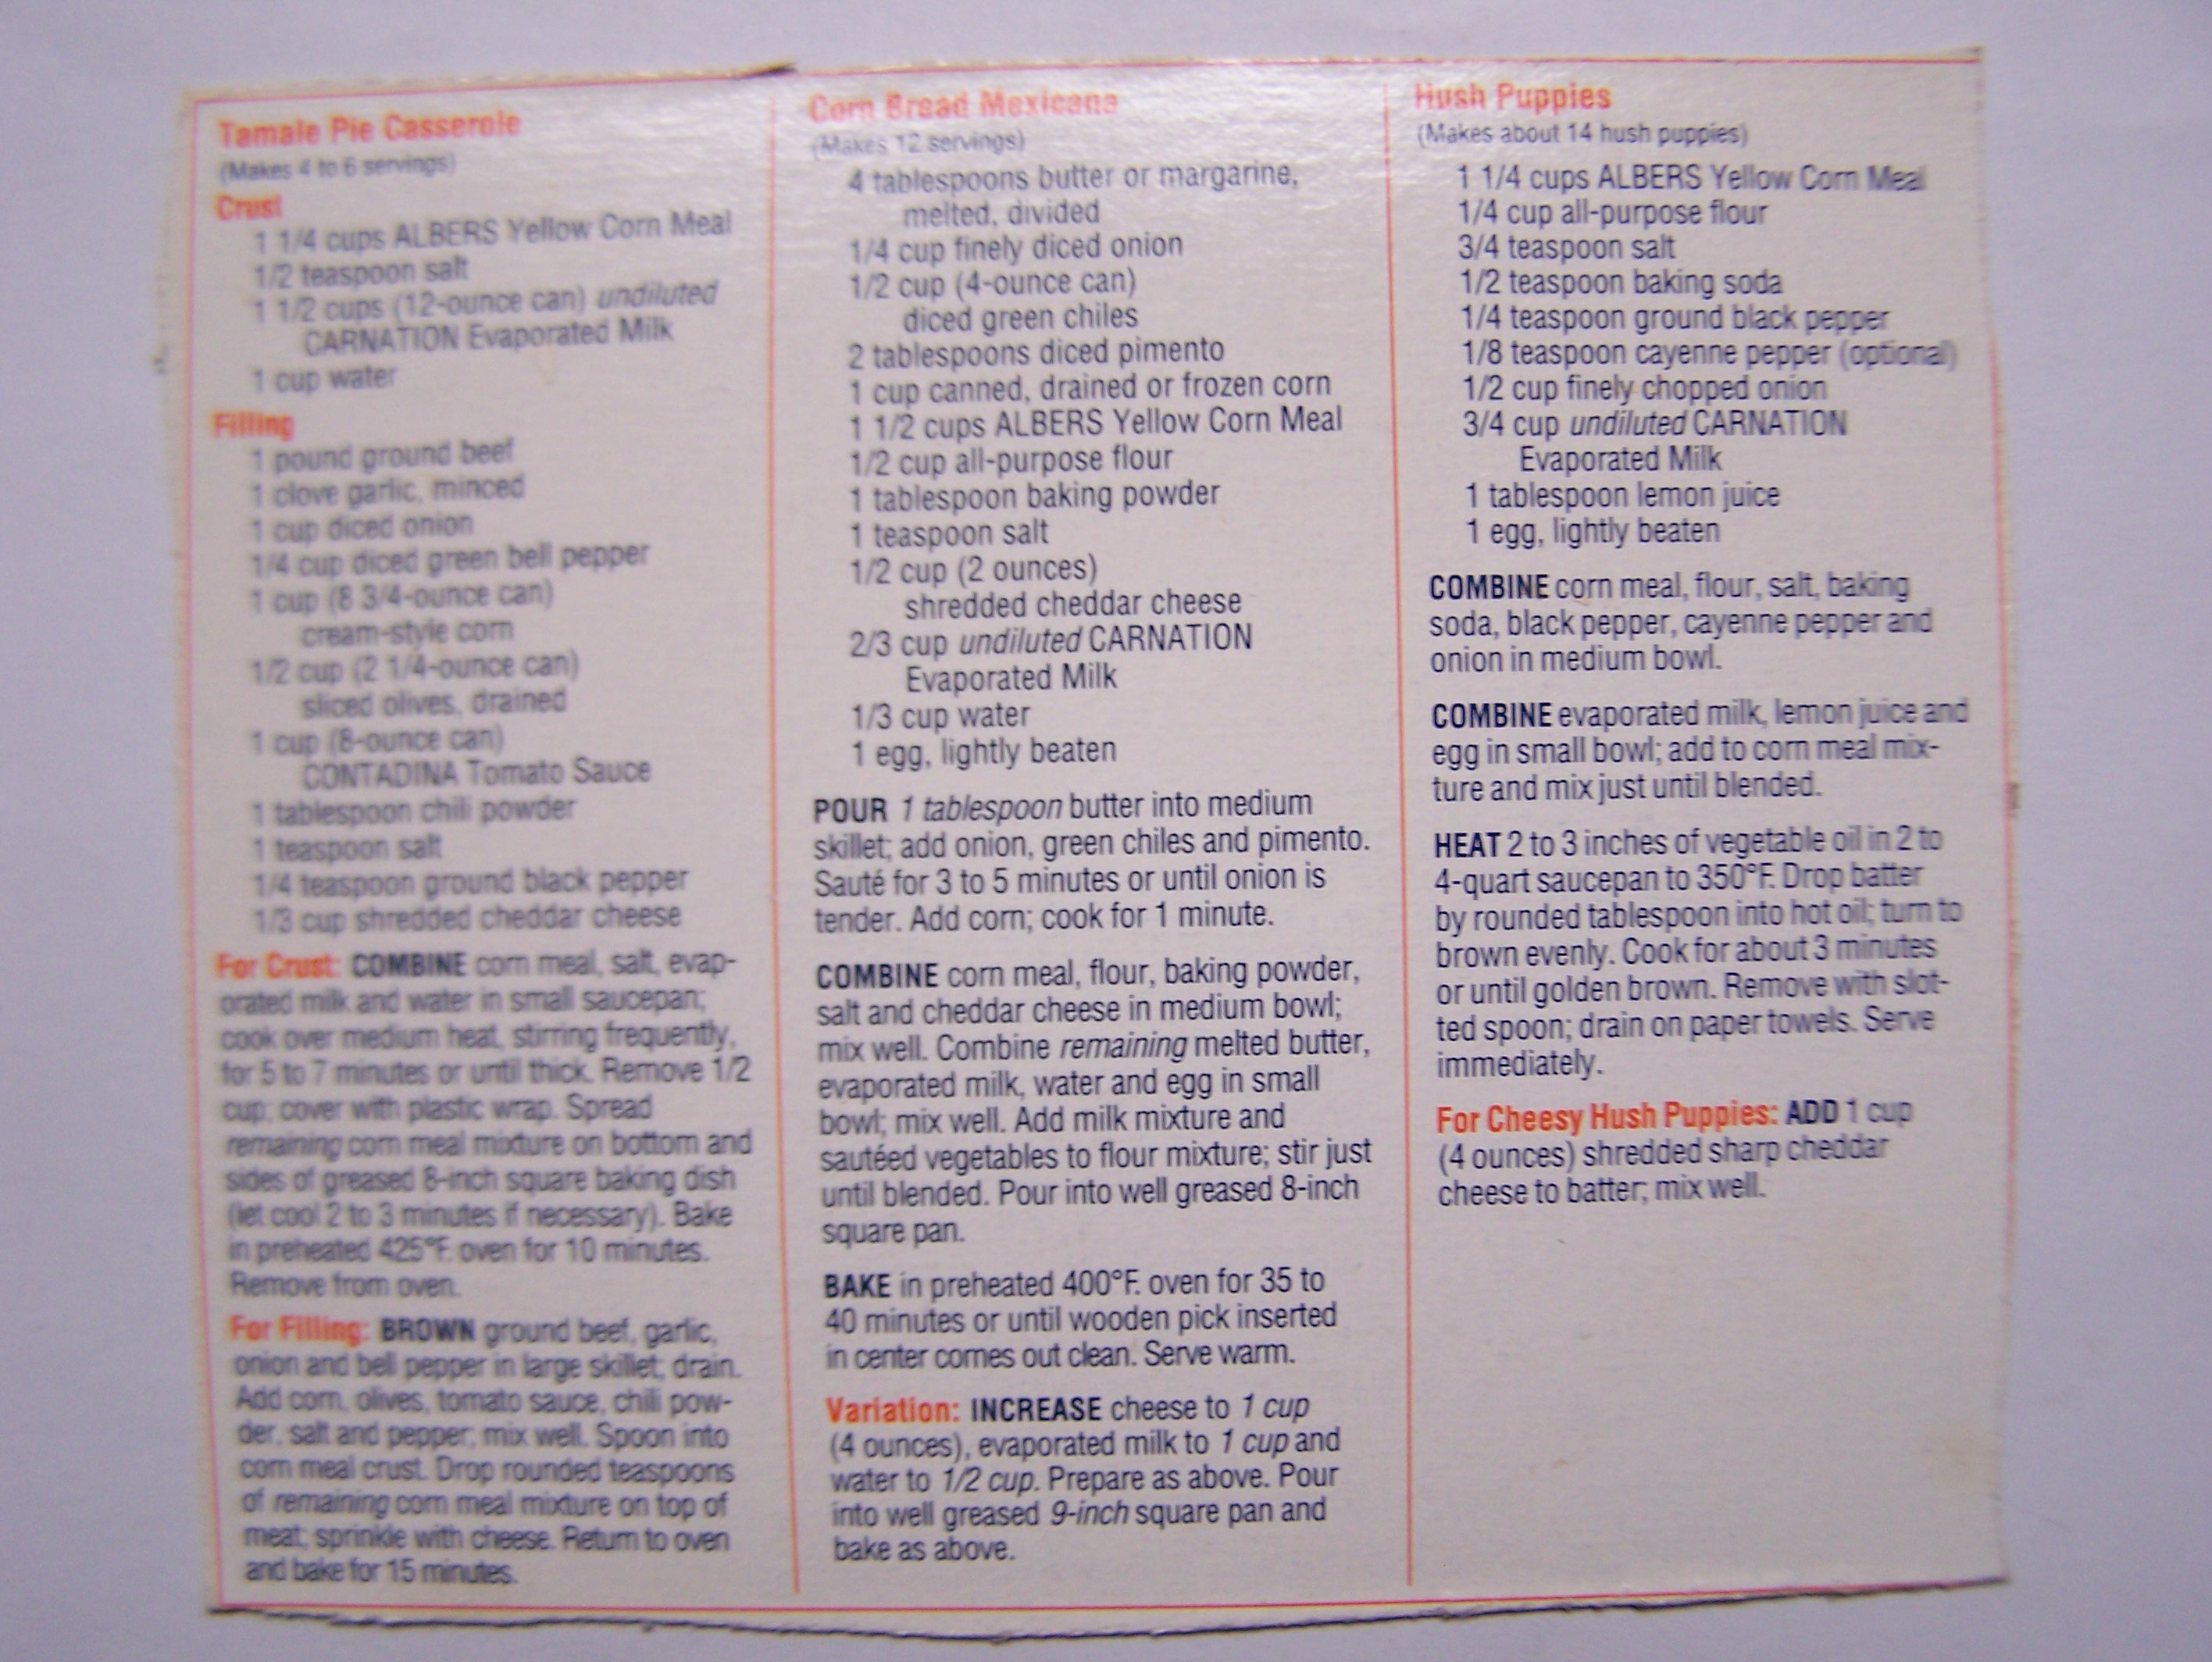 Tamale Pie Casserole
(Makes 4 to 6 servings)
Crust
1 1/4 cups ALBERS Yellow Corn Meal
1/2 teaspoon salt
1 1/2 cups (12-ounce can) undiluted
CARNATION Evaporated Milk
1 cup water
Filling
1 pound ground beef
1 clove garlic, minced
1 cup diced onion
1/4 cup diced green bell pepper
1 cup (8 3/4-ounce can)
cream-style corn
1/2 cup (2 1/4-ounce can)
sliced olives, drained
1 cup (8-ounce can)
CONTADINA Tomato Sauce
1 tablespoon chili powder
1 teaspoon salt
1/4 teaspoon ground black pepper
1/3 cup shredded cheddar cheese
For Crust: COMBINE corn meal, salt, evap-
orated milk and water in small saucepan;
cook over medium heat, stirring frequently,
for 5 to 7 minutes or until thick. Remove 1/2
cup; cover with plastic wrap. Spread
remaining corn meal mixture on bottom and
sides of greased 8-inch square baking dish
(let cool 2 to 3 minutes if necessary). Bake
in preheated 425°F. oven for 10 minutes.
Remove from oven.
For Filling: BROWN ground beef, garlic,
onion and bell pepper in large skillet; drain.
Add corn, olives, tomato sauce, chili pow-
der, salt and pepper; mix well. Spoon into
corn meal crust. Drop rounded teaspoons
of remaining corn meal mixture on top of
meat; sprinkle with cheese. Return to oven
and bake for 15 minutes.
Corn Bread Mexicana
(Makes 12 servings)
4 tablespoons butter or margarine,
melted, divided
1/4 cup finely diced onion
1/2 cup (4-ounce can)
diced green chiles
2 tablespoons diced pimento
1 cup canned, drained or frozen corn
1 1/2 cups ALBERS Yellow Corn Meal
1/2 cup all-purpose flour
1 tablespoon baking powder
1 teaspoon salt
1/2 cup (2 ounces)
shredded cheddar cheese
2/3 cup undiluted CARNATION
Evaporated Milk
1/3 cup water
1 egg, lightly beaten
POUR 1 tablespoon butter into medium
skillet; add onion, green chiles and pimento.
Sauté for 3 to 5 minutes or until onion is
tender. Add corn; cook for 1 minute.
COMBINE corn meal, flour, baking powder,
salt and cheddar cheese in medium bowl;
mix well. Combine remaining melted butter,
evaporated milk, water and egg in small
bowl; mix well. Add milk mixture and
sautéed vegetables to flour mixture; stir just
until blended. Pour into well greased 8-inch
square pan.
BAKE in preheated 400°F. oven for 35 to
40 minutes or until wooden pick inserted
in center comes out clean. Serve warm.
Variation: INCREASE cheese to 1 cup
(4 ounces), evaporated milk to 1 cup and
water to 1/2 cup. Prepare as above. Pour
into well greased 9-inch square pan and
bake as above.
Hush Puppies
(Makes about 14 hush puppies)
1 1/4 cups ALBERS Yellow Corn Meal
1/4 cup all-purpose flour
3/4 teaspoon salt
1/2 teaspoon baking soda
1/4 teaspoon ground black pepper
1/8 teaspoon cayenne pepper (optional)
1/2 cup finely chopped onion
3/4 cup undiluted CARNATION
Evaporated Milk
1 tablespoon lemon juice
1 egg, lightly beaten
COMBINE corn meal, flour, salt, baking
soda, black pepper, cayenne pepper and
onion in medium bowl.
COMBINE evaporated milk, lemon juice and
egg in small bowl; add to corn meal mix-
ture and mix just until blended.
HEAT 2 to 3 inches of vegetable oil in 2 to
4-quart saucepan to 350°F. Drop batter
by rounded tablespoon into hot oil; turn to
brown evenly. Cook for about 3 minutes
or until golden brown. Remove with slot-
ted spoon; drain on paper towels. Serve
immediately.
For Cheesy Hush Puppies: ADD 1 cup
(4 ounces) shredded sharp cheddar
cheese to batter; mix well.